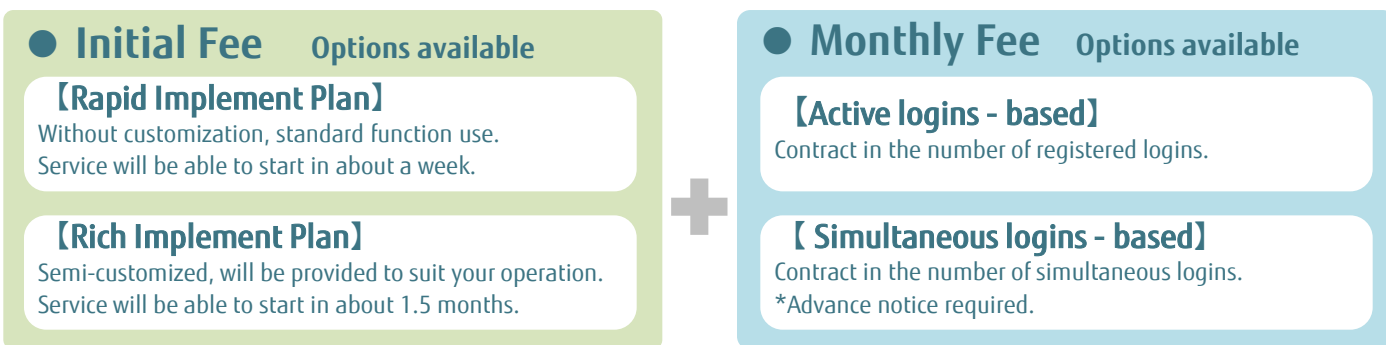 ● Initial Fee Options available
【Rapid Implement Plan】
Without customization, standard function use.
Service will be able to start in about a week.
【Rich Implement Plan】
Semi-customized, will be provided to suit your operation.
Service will be able to start in about 1.5 months.
+
● Monthly Fee Options available
【Active logins - based】
Contract in the number of registered logins.
【 Simultaneous logins - based】
Contract in the number of simultaneous logins.
*Advance notice required.